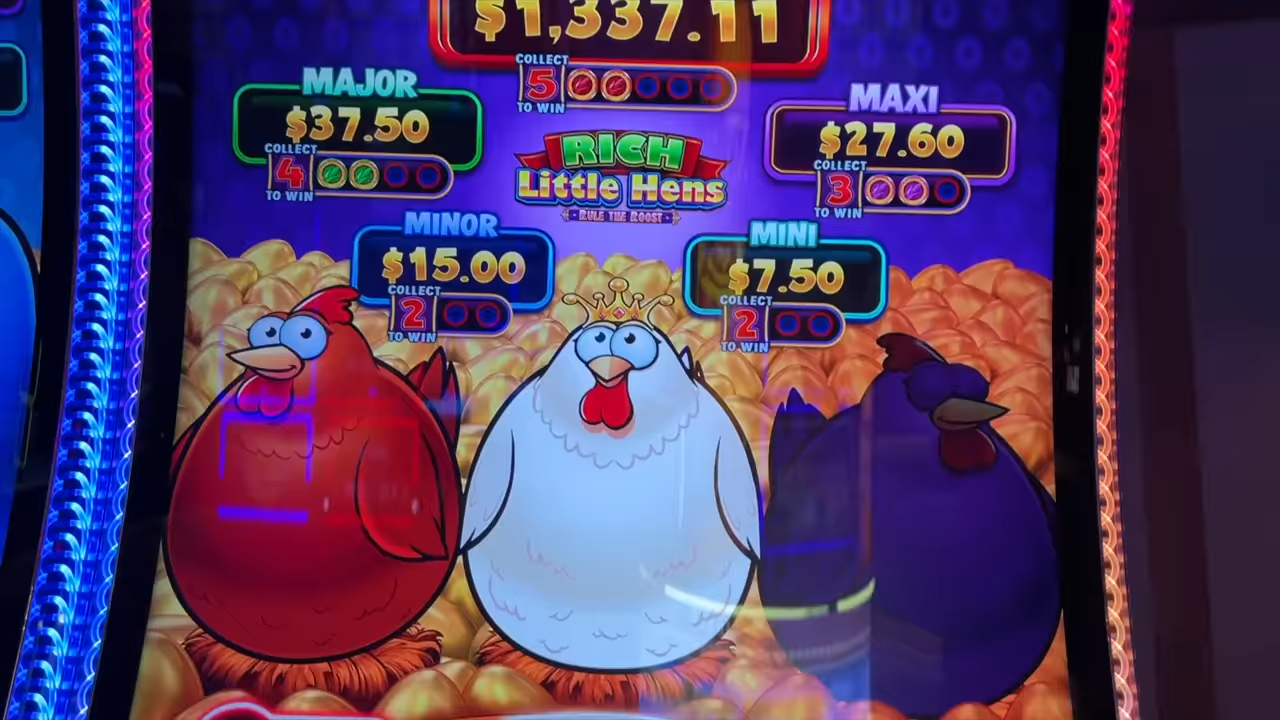 $1,337.11
COLLECT
5
TO WIN
MAJOR
$37.50
COLLECT
4
TO WIN
MAXI
$27.60
COLLECT
3
TO WIN
RICH
Little Hens
RULE THE ROOST
MINOR
$15.00
COLLECT
2
TO WIN
MINI
$7.50
COLLECT
2
TO WIN